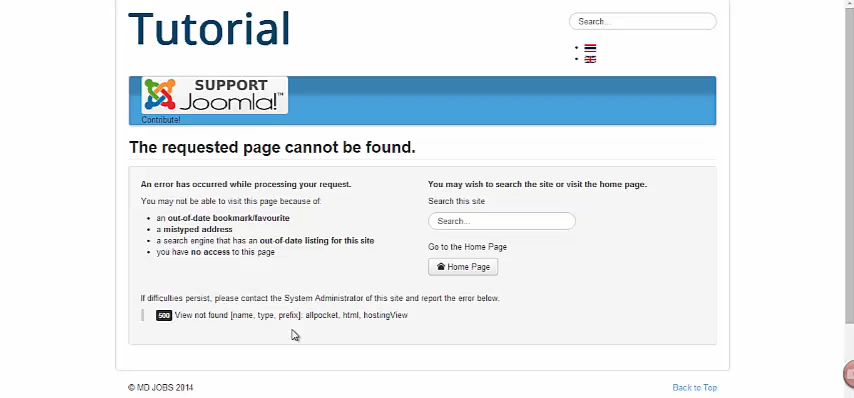 Tutorial
Search...
SUPPORT
Joomla!™
Contribute!
The requested page cannot be found.
An error has occurred while processing your request.
You may not be able to visit this page because of:
an out-of-date bookmark/favourite
a mistyped address
a search engine that has an out-of-date listing for this site
you have no access to this page
You may wish to search the site or visit the home page.
Search this site
Search...
Go to the Home Page
Home Page
If difficulties persist, please contact the System Administrator of this site and report the error below.
500 View not found [name, type, prefix]: allpocket, html, hostingView
© MD JOBS 2014
Back to Top